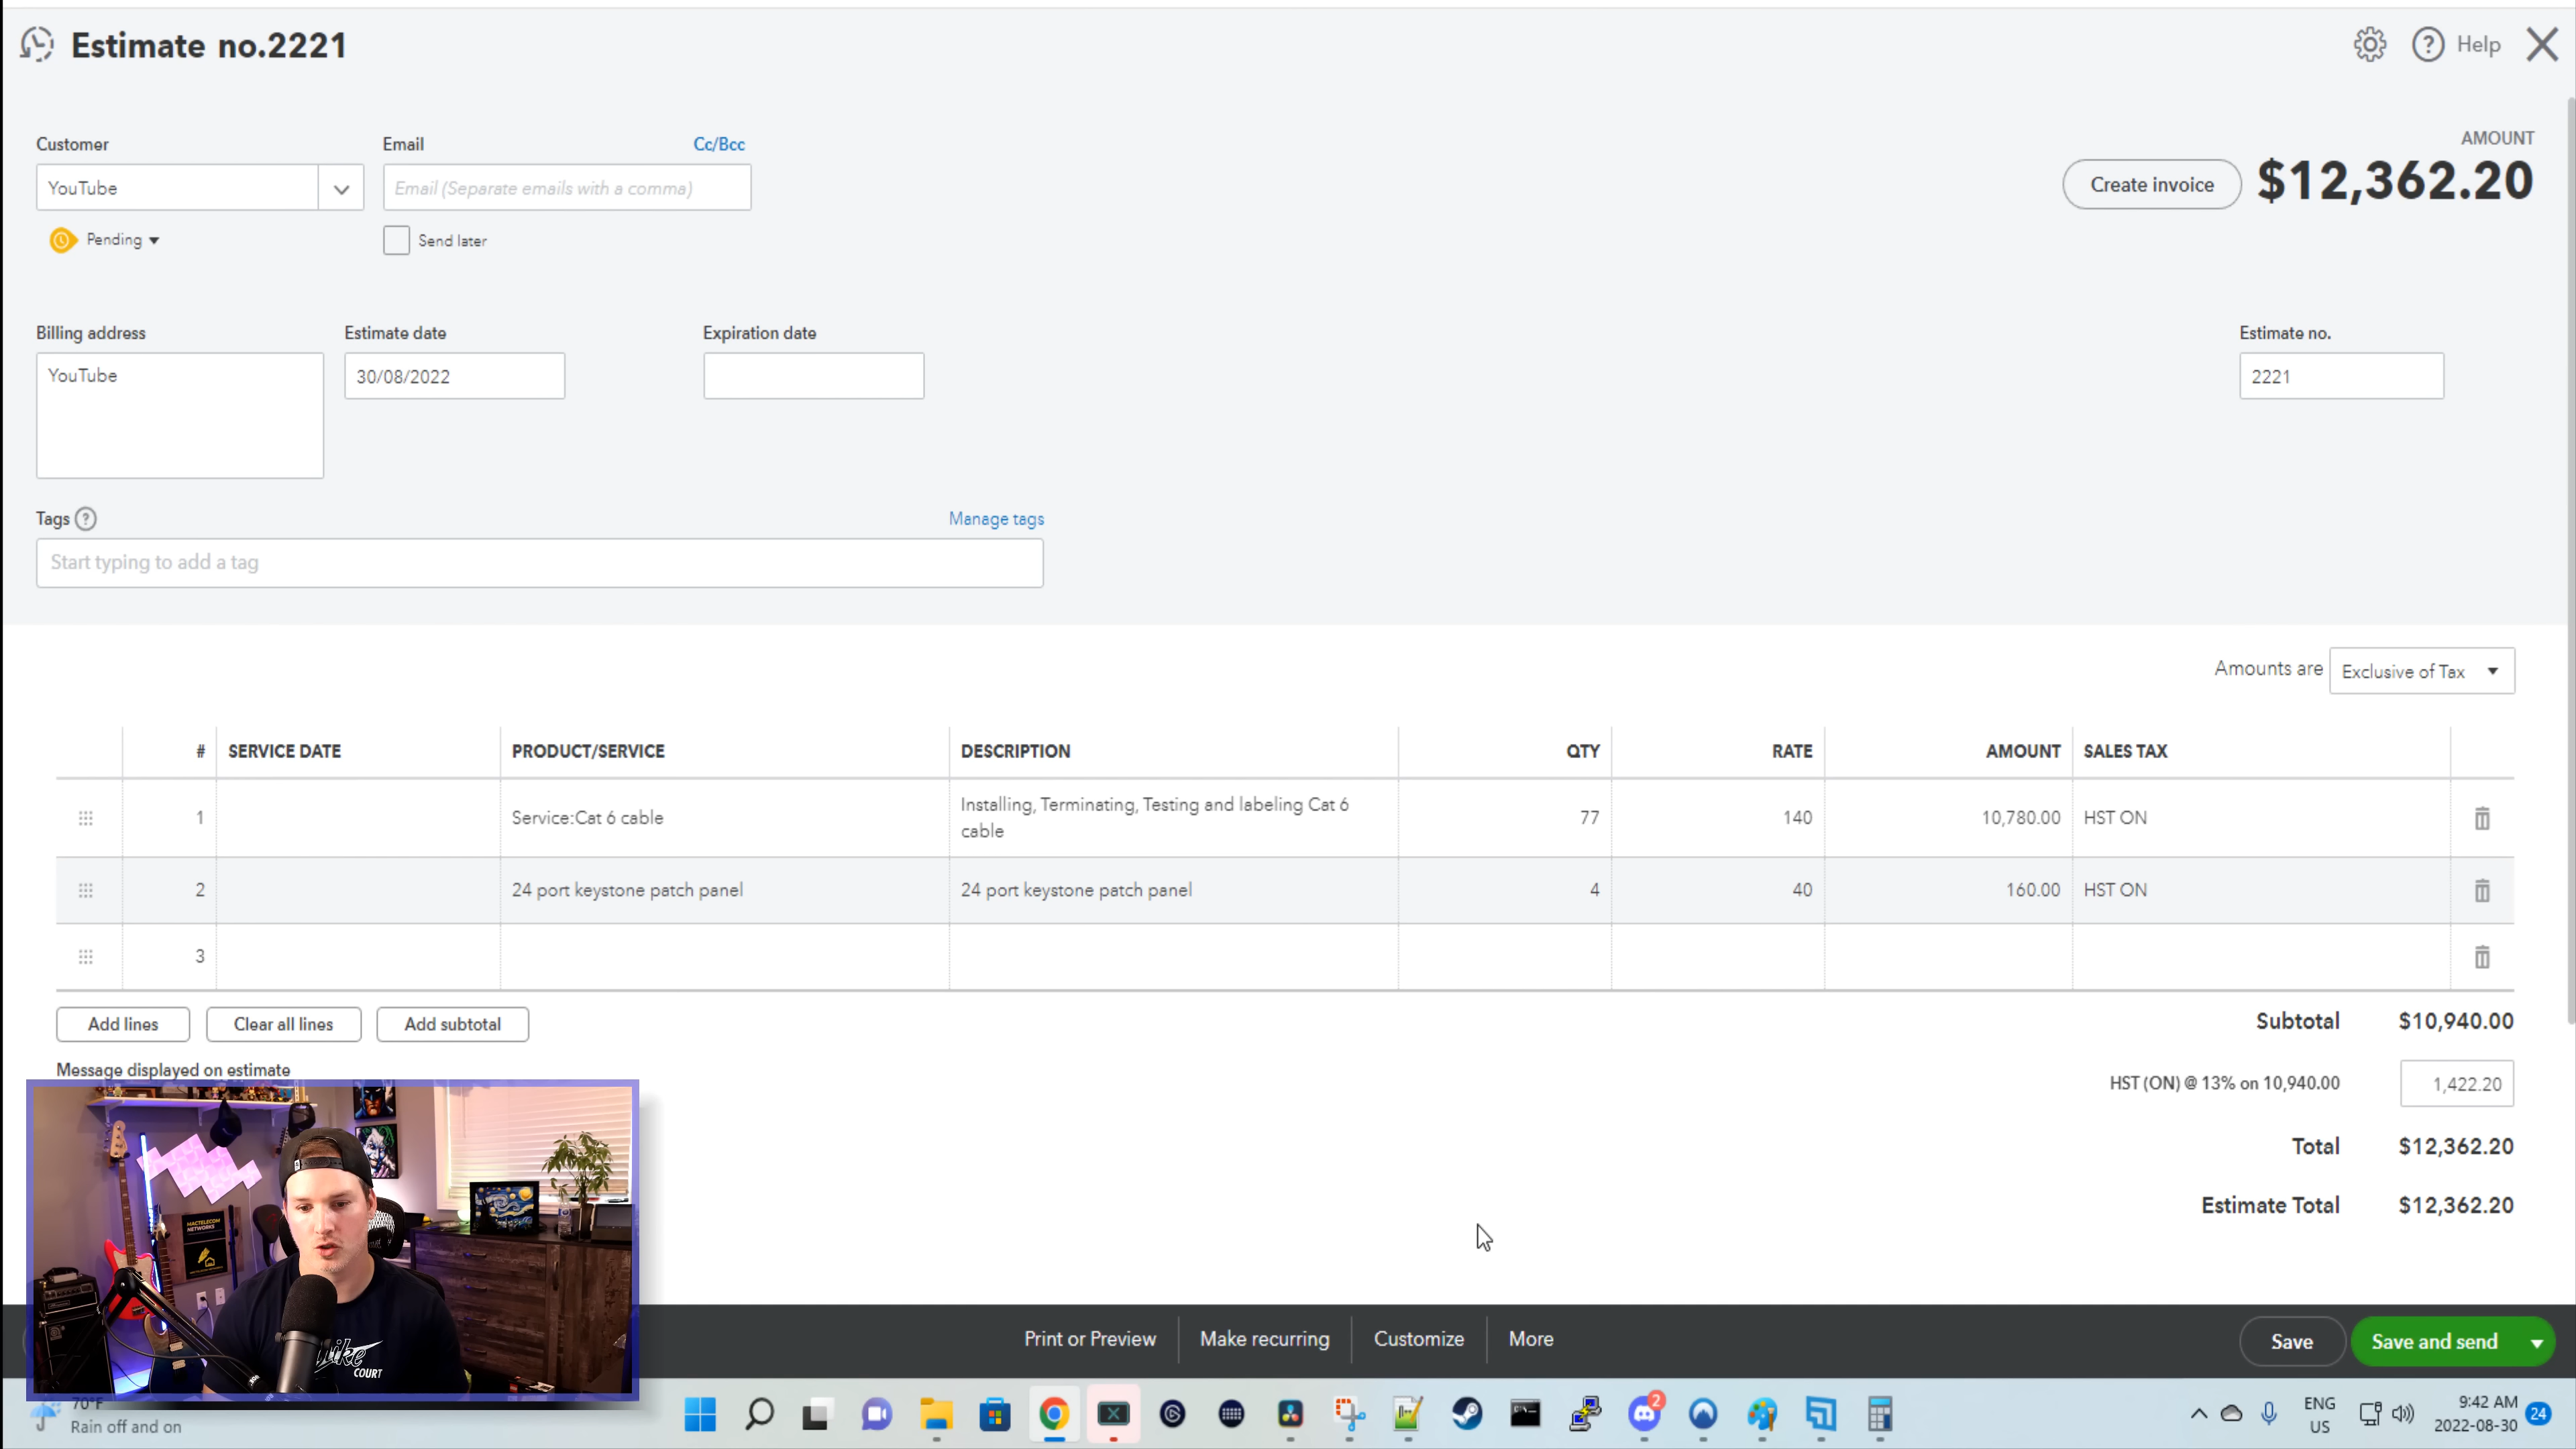 Estimate no.2221
Help
Customer
Email
Cc/Bcc
AMOUNT
YouTube
Email (Separate emails with a comma)
Create invoice
$12,362.20
Pending
Send later
Billing address
Estimate date
Expiration date
Estimate no.
YouTube
30/08/2022
2221
Tags
Manage tags
Start typing to add a tag
Amounts are
Exclusive of Tax
# SERVICE DATE PRODUCT/SERVICE DESCRIPTION QTY RATE AMOUNT SALES TAX
1 Service:Cat 6 cable Installing, Terminating, Testing and labeling Cat 6 77 140 10,780.00 HST ON
cable
2 24 port keystone patch panel 24 port keystone patch panel 4 40 160.00 HST ON
3
Add lines
Clear all lines
Add subtotal
Subtotal $10,940.00
Message displayed on estimate
HST (ON) @ 13% on 10,940.00 1,422.20
Total $12,362.20
Estimate Total $12,362.20
MACTELECOM
NETWORKS
COURT
Print or Preview
Make recurring
Customize
More
Save
Save and send
70°F
Rain off and on
2
ENG
US
9:42 AM
2022-08-30
24